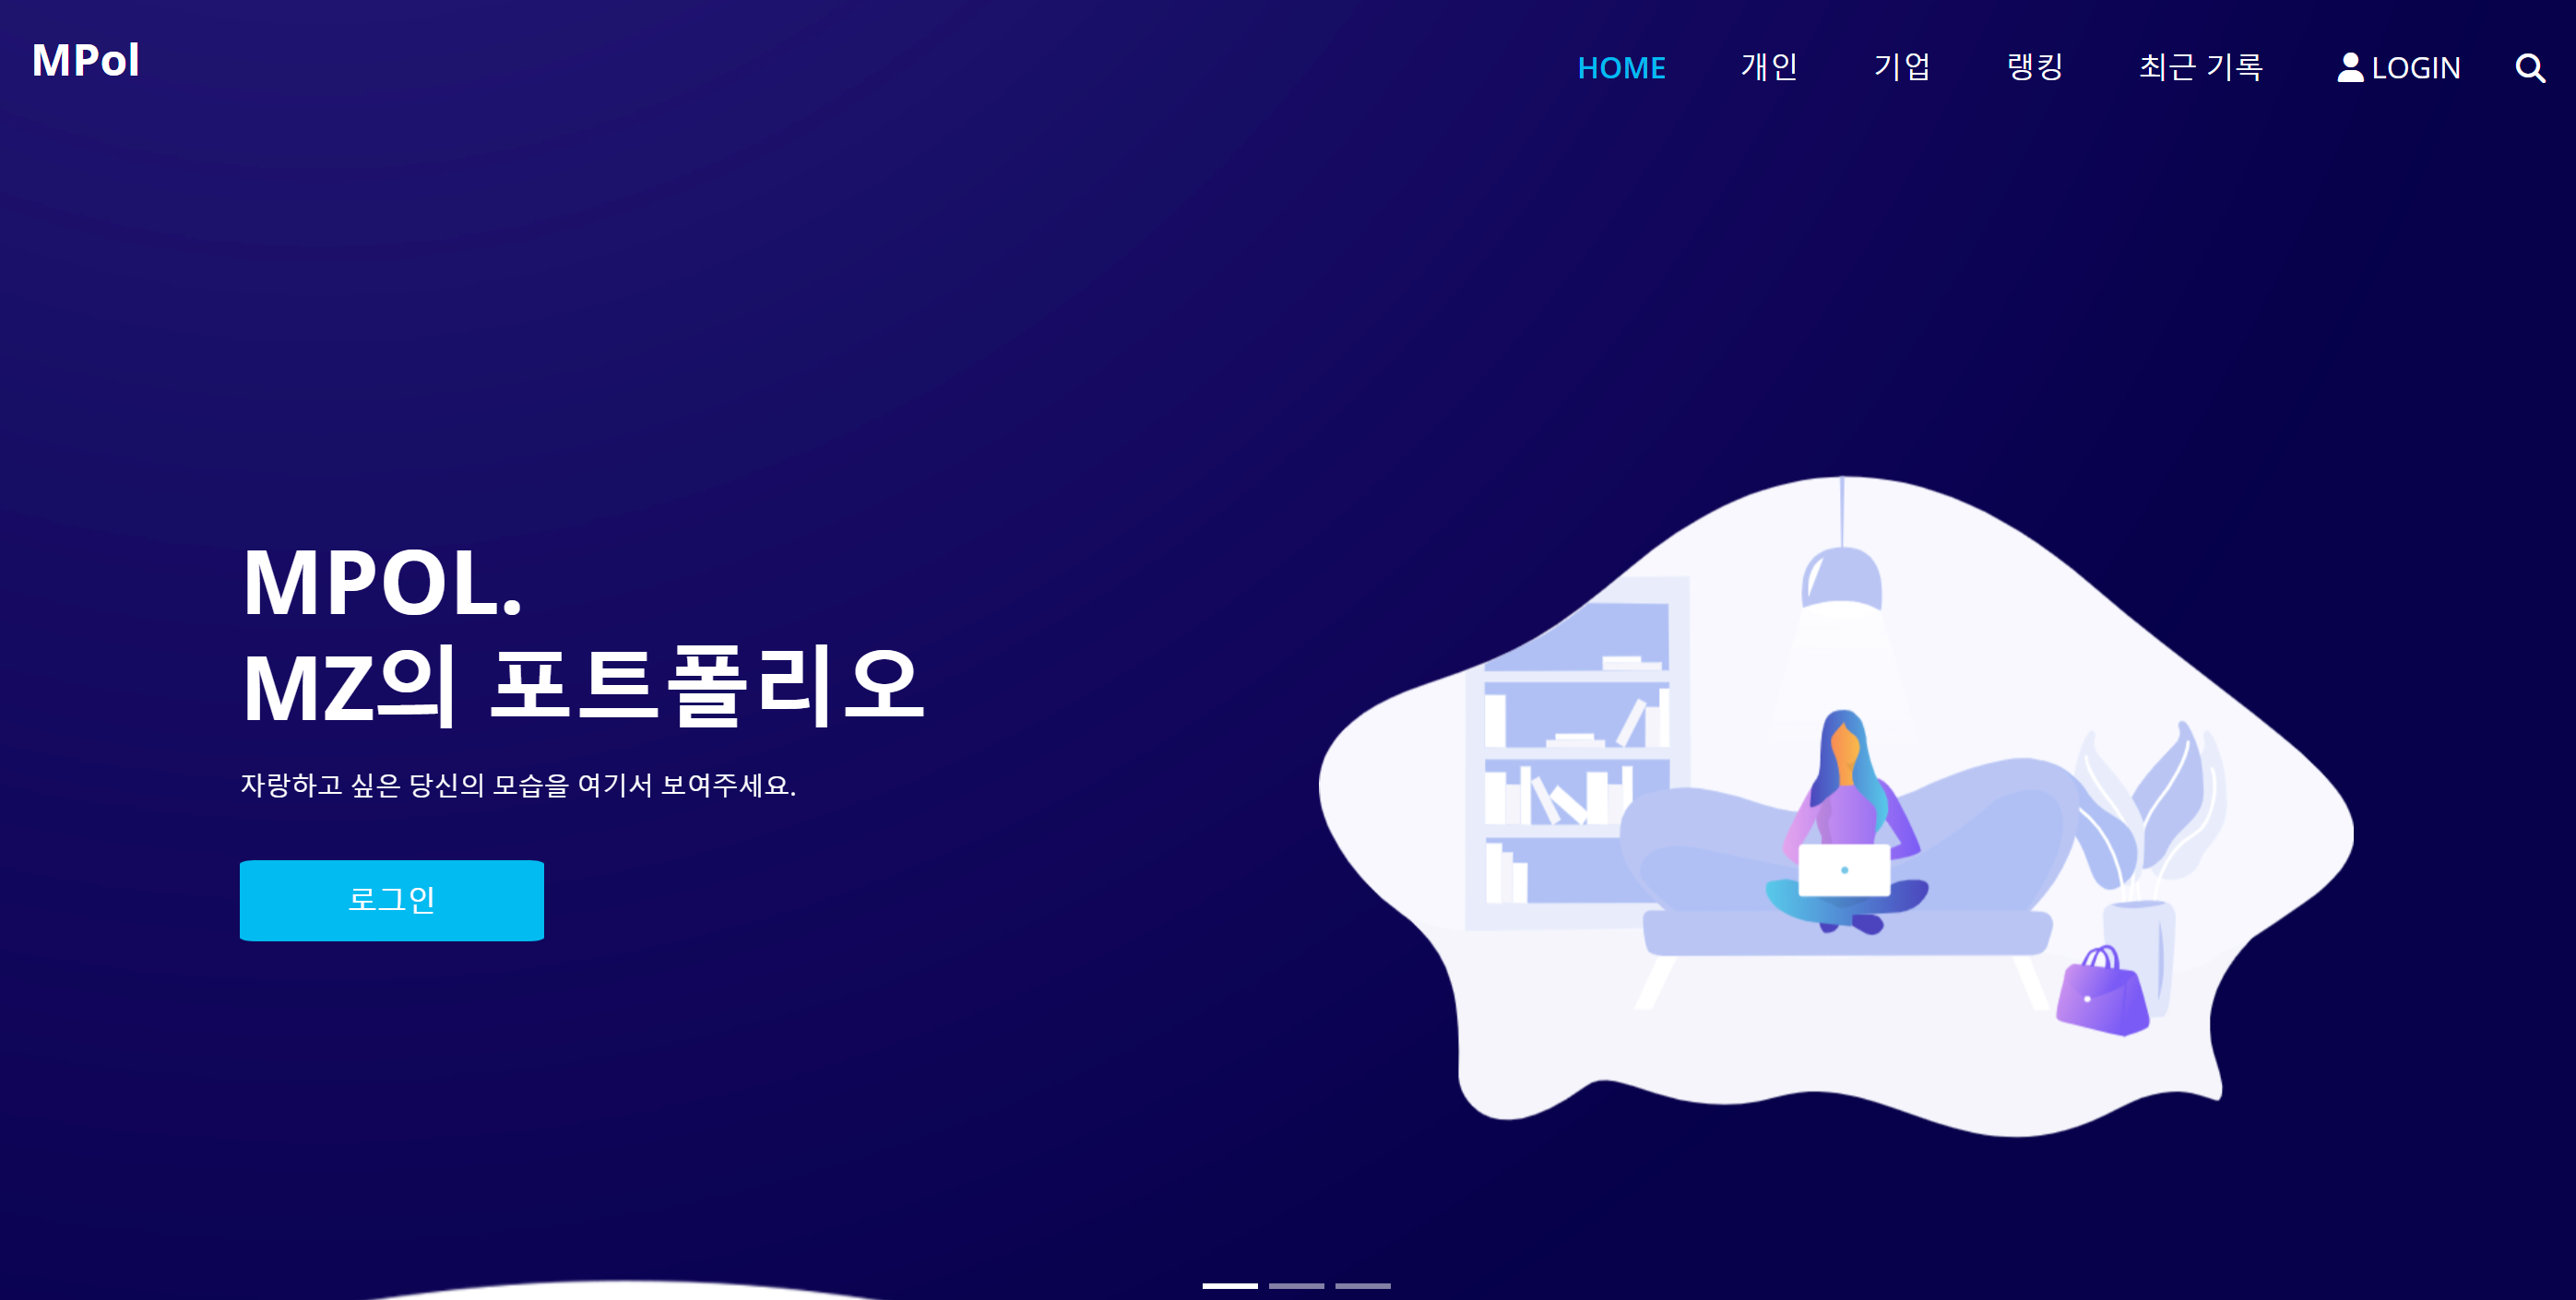 MPol
HOME 개인 기업 랭킹 최근 기록 LOGIN
MPOL.
MZ의 포트폴리오
자랑하고 싶은 당신의 모습을 여기서 보여주세요.
로그인